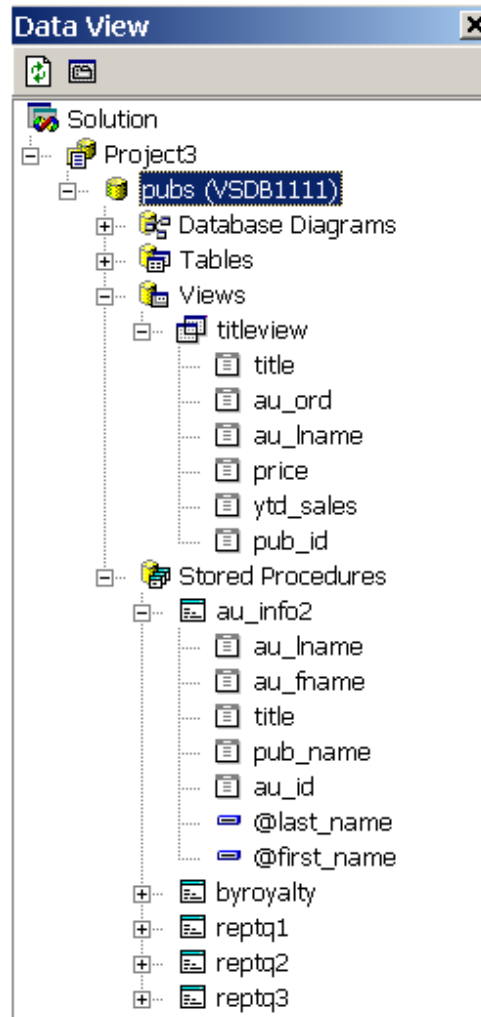 Data View
Solution
Project3
pubs (VSDB1111)
Database Diagrams
Tables
Views
titleview
title
au_ord
au_lname
price
ytd_sales
pub_id
Stored Procedures
au_info2
au_lname
au_fname
title
pub_name
au_id
@last_name
@first_name
byroyalty
reptq1
reptq2
reptq3